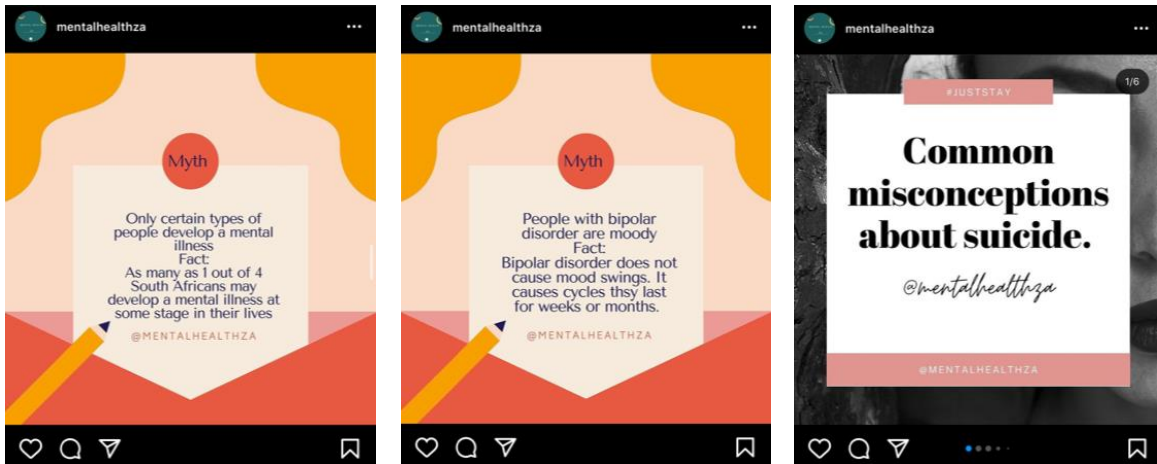 mentalhealthza
Myth
Only certain types of
people develop a mental
illness
Fact:
As many as 1 out of 4
South Africans may
develop a mental illness at
some stage in their lives
@MENTALHEALTHZA
mentalhealthza
Myth
People with bipolar
disorder are moody
Fact:
Bipolar disorder does not
cause mood swings. It
causes cycles thsy last
for weeks or months.
@MENTALHEALTHZA
mentalhealthza
1/6
#JUSTSTAY
Common
misconceptions
about suicide.
@mentalhealthza
@MENTALHEALTHZA